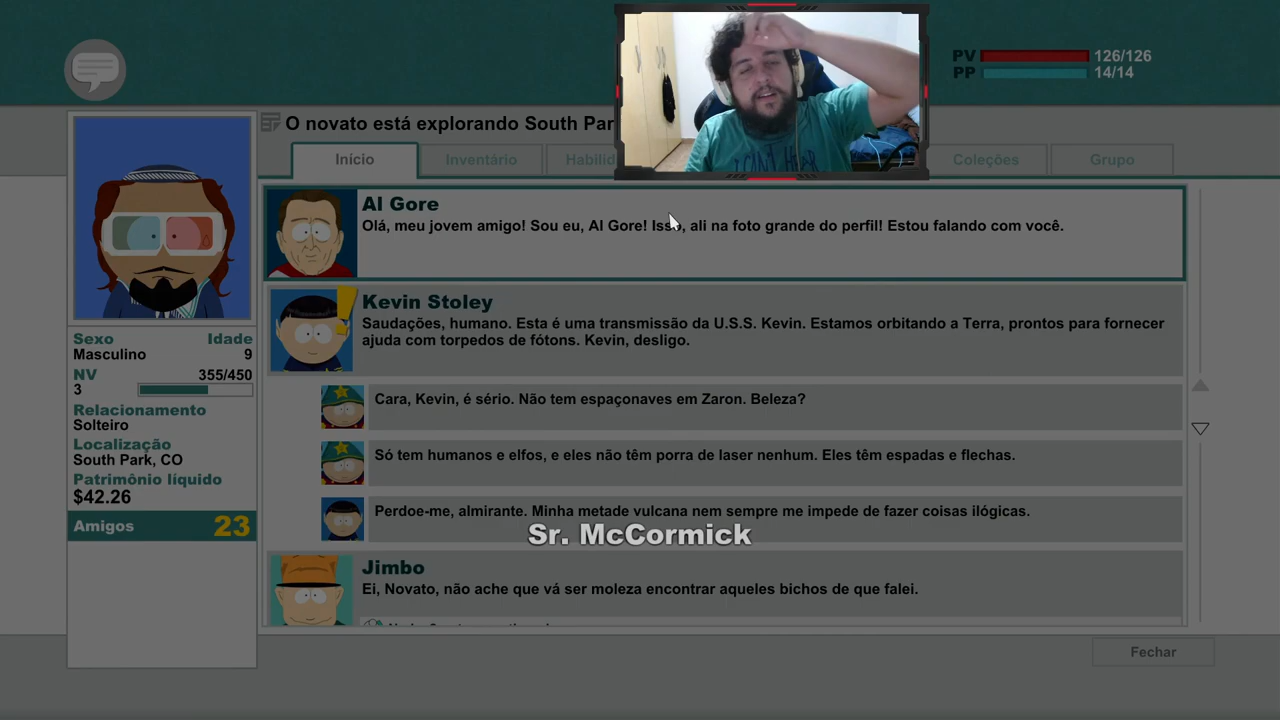 PV 126/126
PP 14/14
O novato está explorando South Par
Início
Inventário
Habilid
Coleções
Grupo
I CAN'T HEAR
Al Gore
Olá, meu jovem amigo! Sou eu, Al Gore! Isso, ali na foto grande do perfil! Estou falando com você.
Kevin Stoley
Saudações, humano. Esta é uma transmissão da U.S.S. Kevin. Estamos orbitando a Terra, prontos para fornecer
ajuda com torpedos de fótons. Kevin, desligo.
Cara, Kevin, é sério. Não tem espaçonaves em Zaron. Beleza?
Só tem humanos e elfos, e eles não têm porra de laser nenhum. Eles têm espadas e flechas.
Perdoe-me, almirante. Minha metade vulcana nem sempre me impede de fazer coisas ilógicas.
Sr. McCormick
Jimbo
Ei, Novato, não ache que vá ser moleza encontrar aqueles bichos de que falei.
Sexo Idade
Masculino 9
NV 355/450
3
Relacionamento
Solteiro
Localização
South Park, CO
Patrimônio líquido
$42.26
Amigos 23
Fechar